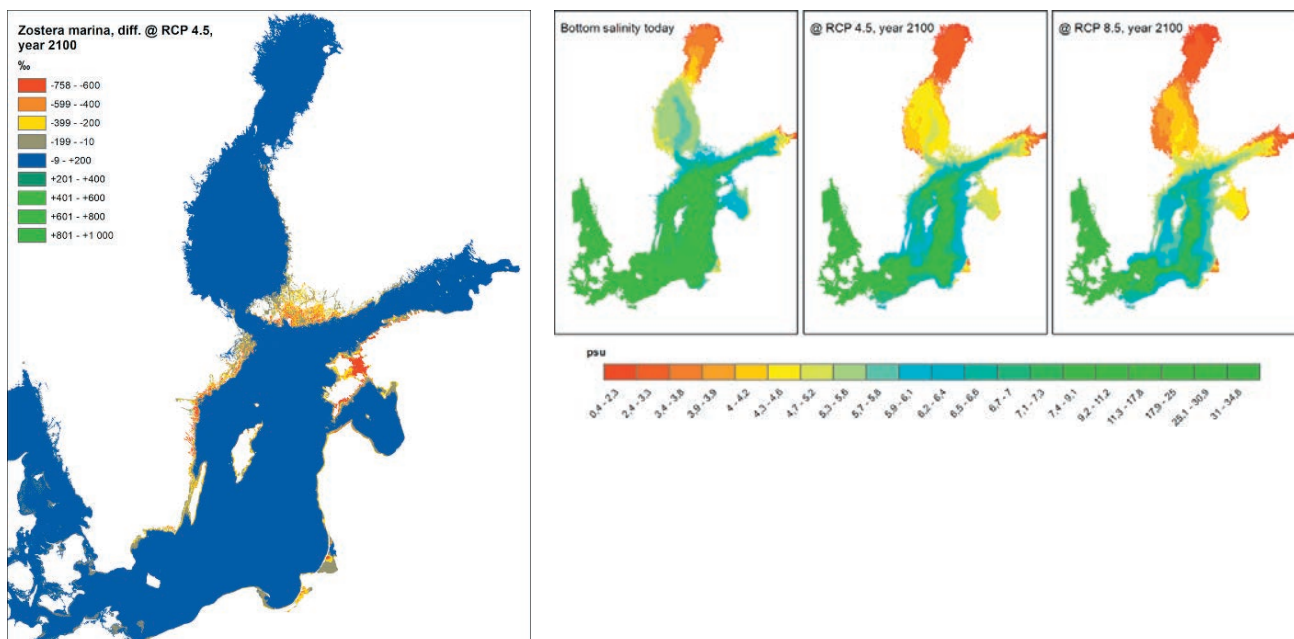 Zostera marina, diff. @ RCP 4.5,
year 2100
‰
-758 - -600
-599 - -400
-399 - -200
-199 - -10
-9 - +200
+201 - +400
+401 - +600
+601 - +800
+801 - +1 000
Bottom salinity today
@ RCP 4.5, year 2100
@ RCP 8.5, year 2100
psu
0.4 - 2.3
2.4 - 3.3
3.4 - 3.8
3.9 - 3.9
4 - 4.2
4.3 - 4.6
4.7 - 5.2
5.3 - 5.6
5.7 - 5.8
5.9 - 6.1
6.2 - 6.4
6.5 - 6.6
6.7 - 7
7.1 - 7.3
7.4 - 9.1
9.2 - 11.2
11.3 - 17.8
17.9 - 25
25.1 - 30.9
31 - 34.8